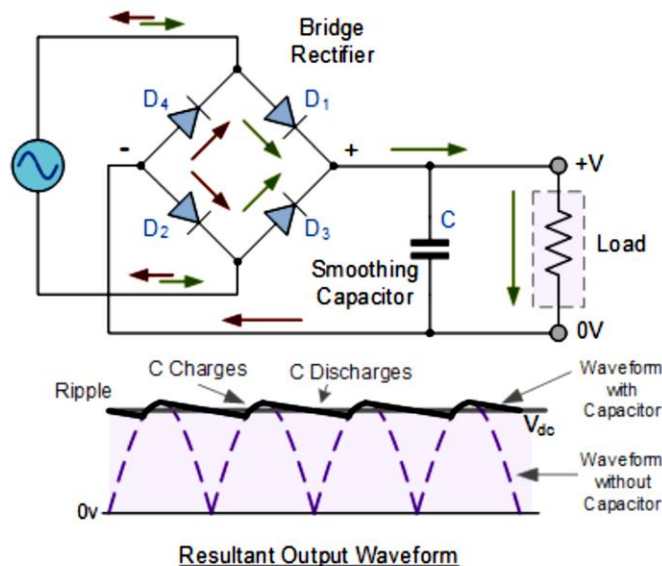 Bridge
Rectifier
D4
D1
-
+
D2
D3
C
Smoothing
Capacitor
+V
Load
0V
Ripple
C Charges
C Discharges
Waveform
with
Capacitor
Vdc
Waveform
without
Capacitor
0v
Resultant Output Waveform